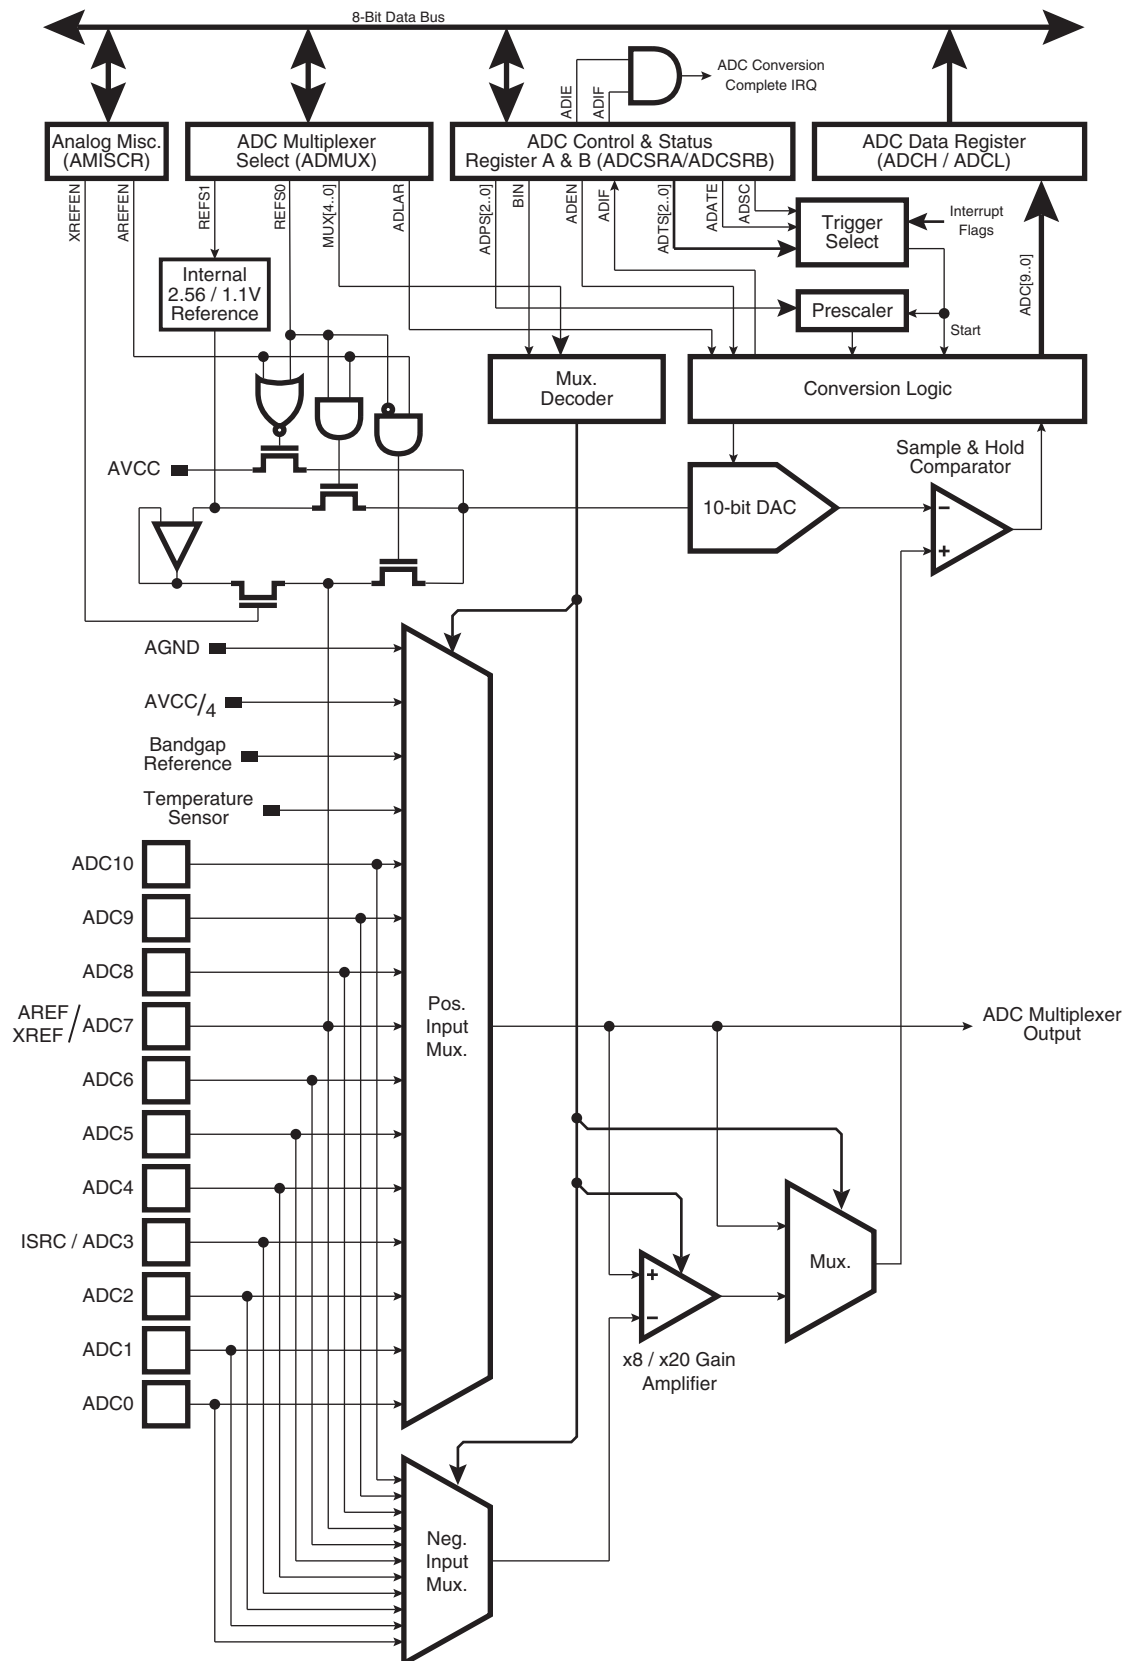 8-Bit Data Bus
ADC Conversion
Complete IRQ
ADIE
ADIF
Analog Misc.
(AMISCR)
ADC Multiplexer
Select (ADMUX)
ADC Control & Status
Register A & B (ADCSRA/ADCSRB)
ADC Data Register
(ADCH / ADCL)
XREFEN
AREFEN
REFS1
REFS0
MUX[4..0]
ADLAR
ADPS[2..0]
BIN
ADEN
ADIF
ADTS[2..0]
ADATE
ADSC
Trigger
Select
Interrupt
Flags
ADC[9..0]
Internal
2.56 / 1.1V
Reference
Prescaler
Start
Mux.
Decoder
Conversion Logic
AVCC
Sample & Hold
Comparator
10-bit DAC
−
+
AGND
AVCC/4
Bandgap
Reference
Temperature
Sensor
ADC10
ADC9
ADC8
AREF
XREF / ADC7
Pos.
Input
Mux.
ADC Multiplexer
Output
ADC6
ADC5
ADC4
ISRC / ADC3
ADC2
ADC1
ADC0
Mux.
+
−
x8 / x20 Gain
Amplifier
Neg.
Input
Mux.